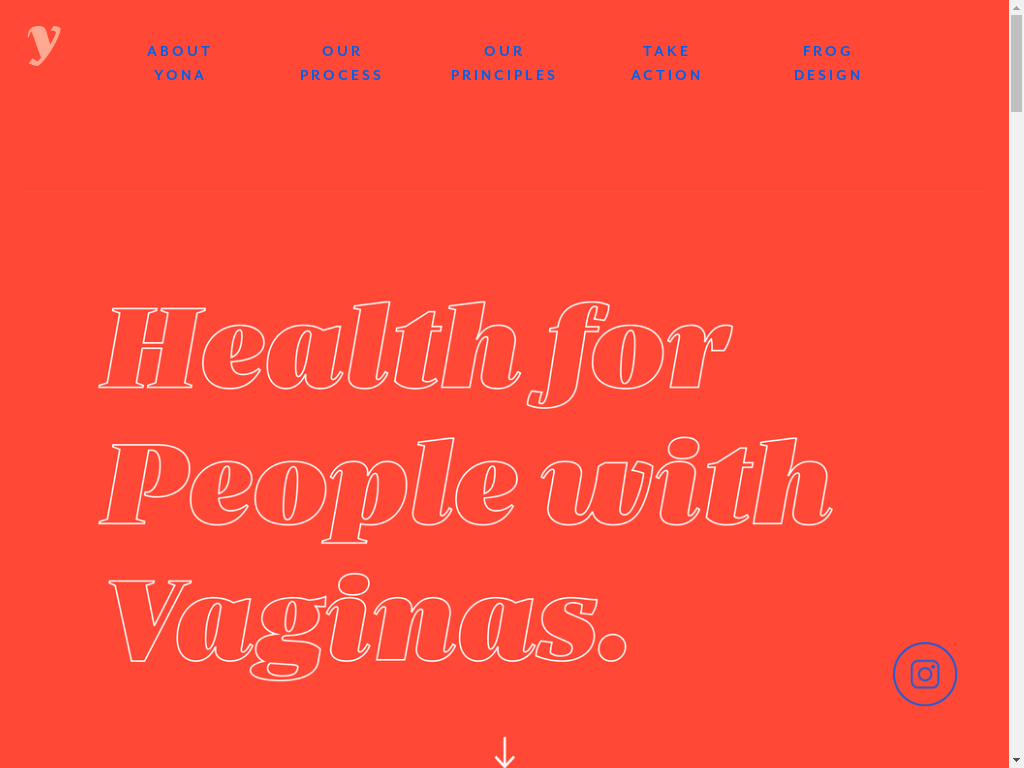 y
ABOUT
YONA
OUR
PROCESS
OUR
PRINCIPLES
TAKE
ACTION
FROG
DESIGN
Health for
People with
Vaginas.